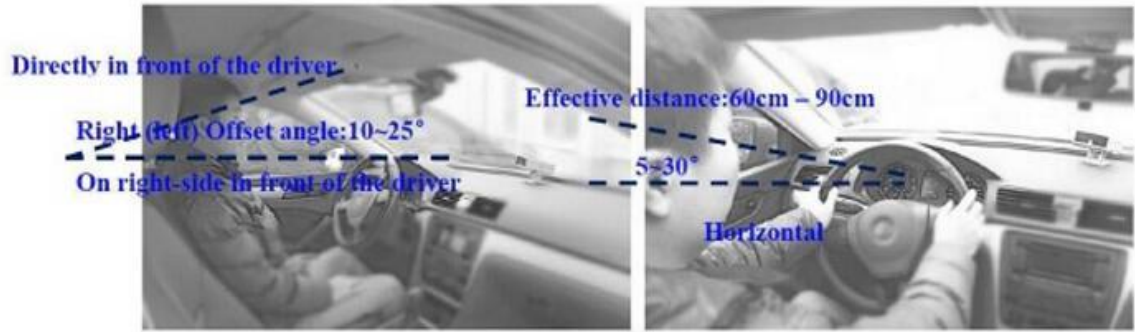 Directly in front of the driver
Right (left) Offset angle:10~25°
On right-side in front of the driver
Effective distance:60cm – 90cm
5~30°
Horizontal